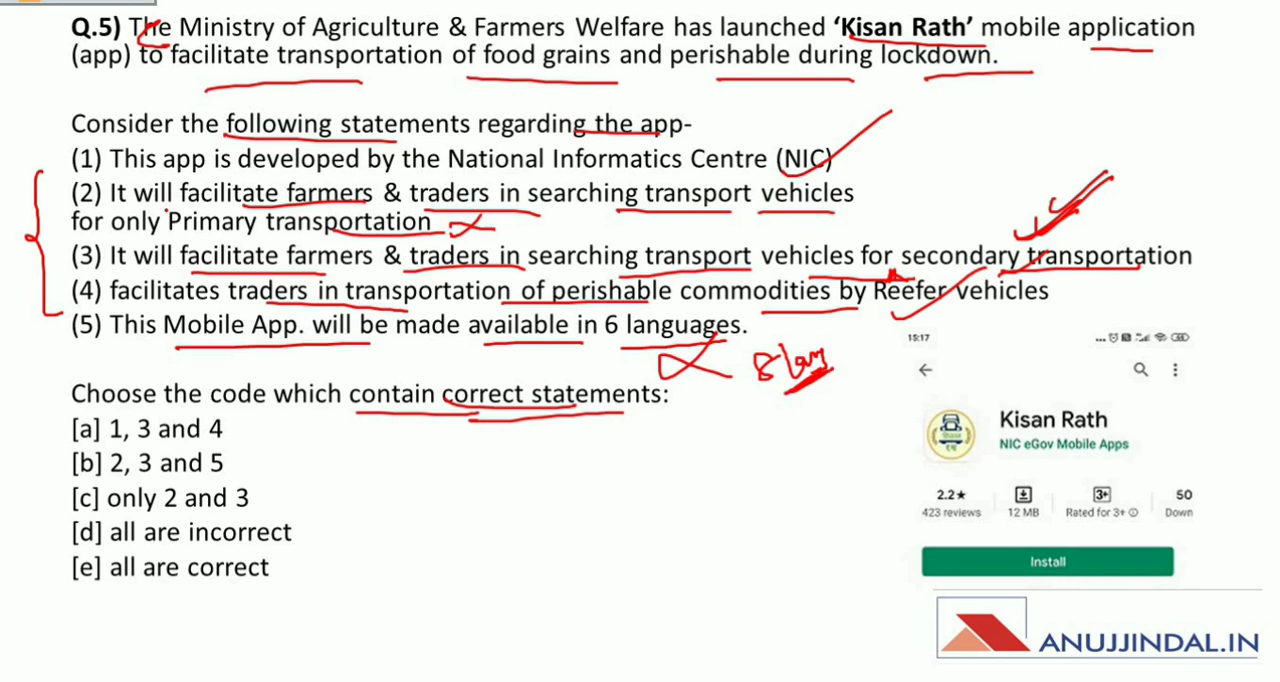 Q.5) The Ministry of Agriculture & Farmers Welfare has launched ‘Kisan Rath’ mobile application
(app) to facilitate transportation of food grains and perishable during lockdown.
Consider the following statements regarding the app-
(1) This app is developed by the National Informatics Centre (NIC)
(2) It will facilitate farmers & traders in searching transport vehicles
for only Primary transportation
(3) It will facilitate farmers & traders in searching transport vehicles for secondary transportation
(4) facilitates traders in transportation of perishable commodities by Reefer vehicles
(5) This Mobile App. will be made available in 6 languages.
8 lang
Choose the code which contain correct statements:
[a] 1, 3 and 4
[b] 2, 3 and 5
[c] only 2 and 3
[d] all are incorrect
[e] all are correct
15:17
Kisan Rath
NIC eGov Mobile Apps
2.2★ 3+ 50
423 reviews 12 MB Rated for 3+ Down
Install
ANUJJINDAL.IN